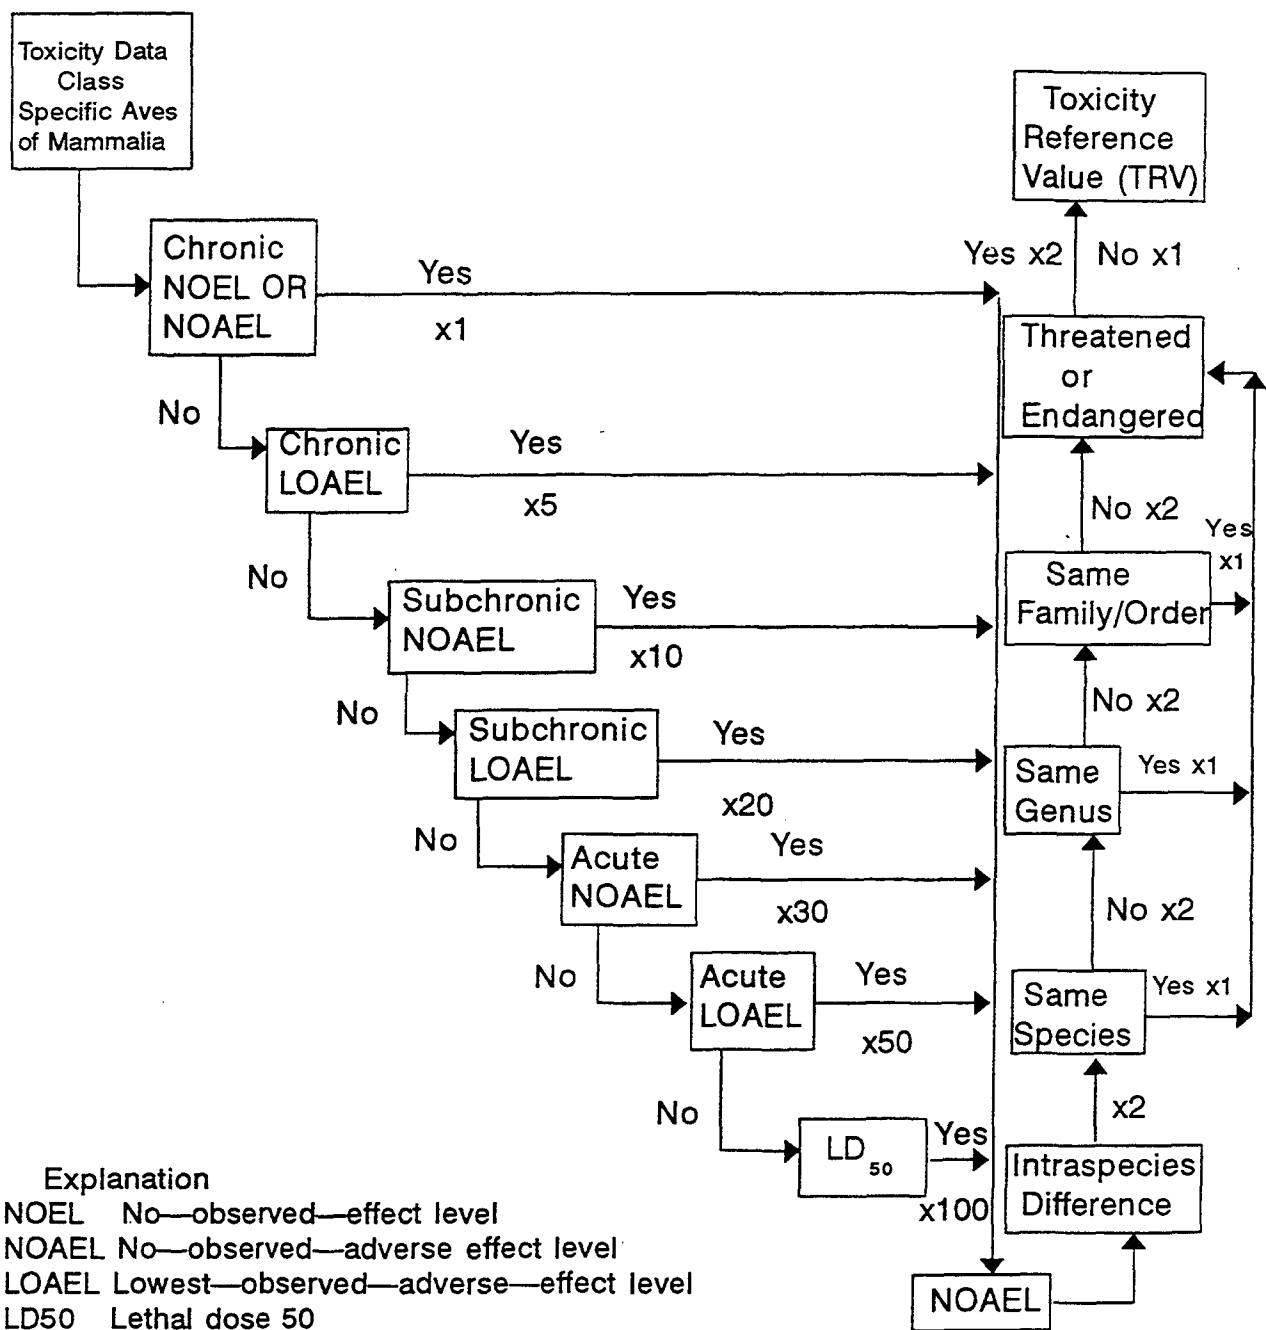 Toxicity Data
Class
Specific Aves
of Mammalia
Toxicity
Reference
Value (TRV)
Yes x2
No x1
Chronic
NOEL OR
NOAEL
Yes
x1
No
Threatened
or
Endangered
Chronic
LOAEL
Yes
x5
No
No x2
Yes
x1
Same
Family/Order
Subchronic
NOAEL
Yes
x10
No
No x2
Subchronic
LOAEL
Yes
x20
No
Same
Genus
Yes x1
Acute
NOAEL
Yes
x30
No
No x2
Acute
LOAEL
Yes
x50
No
Same
Species
Yes x1
x2
LD50
Yes
x100
Intraspecies
Difference
NOAEL
Explanation
NOEL No—observed—effect level
NOAEL No—observed—adverse effect level
LOAEL Lowest—observed—adverse—effect level
LD50 Lethal dose 50